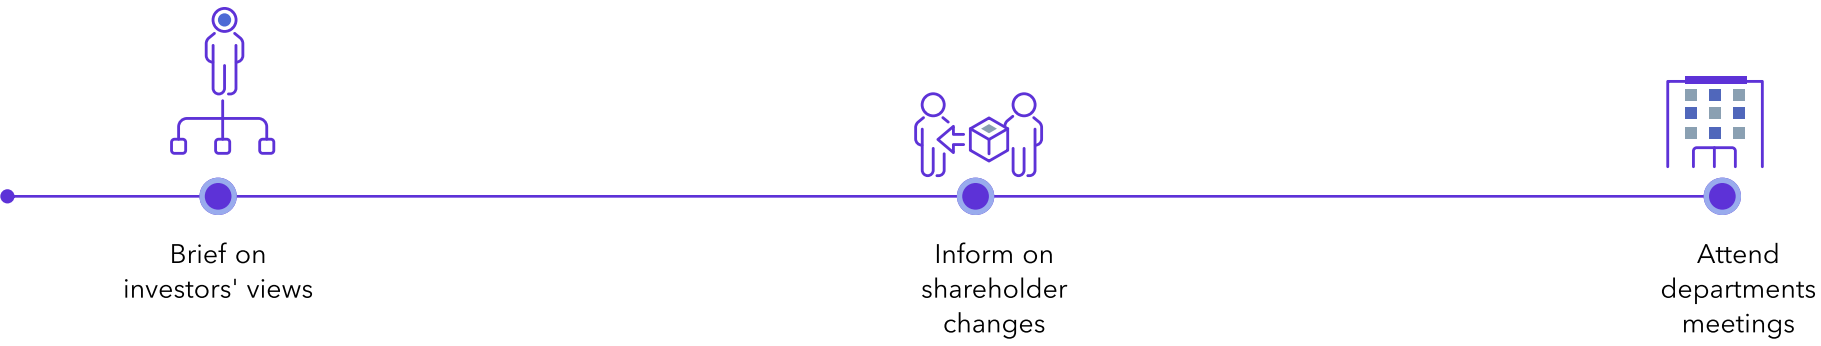 Brief on
investors' views
Inform on
shareholder
changes
Attend
departments
meetings